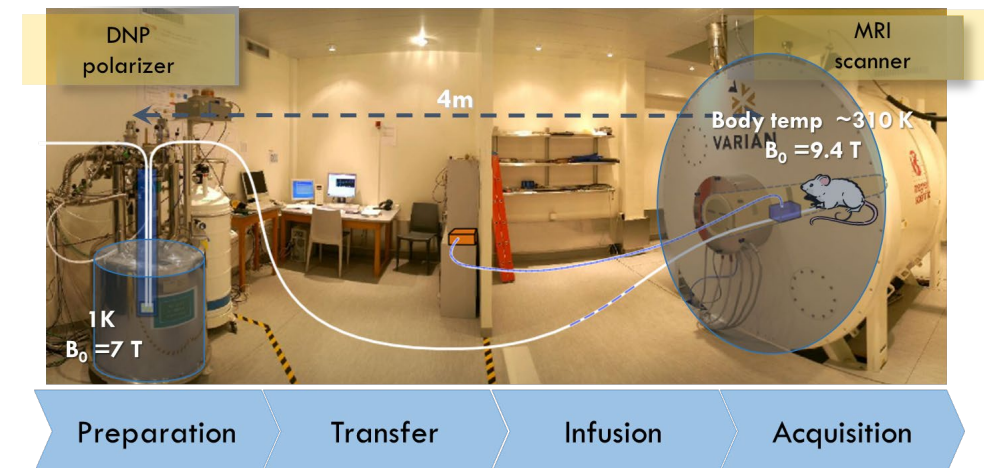 DNP
polarizer
MRI
scanner
4m
Body temp ~310 K
VARIAN
B₀ =9.4 T
1K
B₀ =7 T
Preparation
Transfer
Infusion
Acquisition